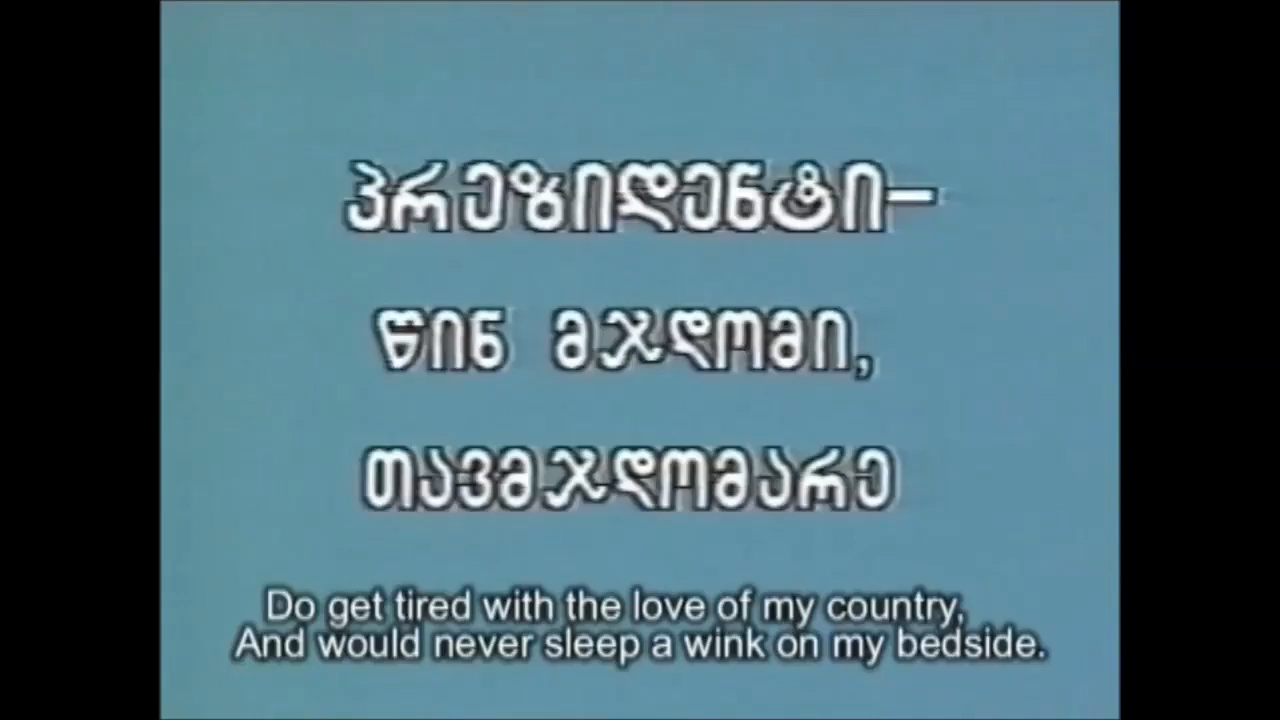 პრეზიდენტი-
წინ მჯდომი,
თავმჯდომარე
Do get tired with the love of my country,
And would never sleep a wink on my bedside.